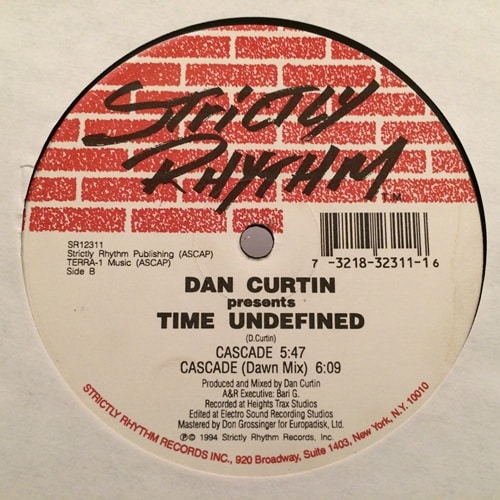 STRICTLY
RHYTHM T.M.
SR12311
Strictly Rhythm Publishing (ASCAP)
TERRA-1 Music (ASCAP)
Side B
7 -3218-32311-1 6
DAN CURTIN
presents
TIME UNDEFINED
(D.Curtin)
CASCADE 5:47
CASCADE (Dawn Mix) 6:09
Produced and Mixed by Dan Curtin
A&R Executive: Bari G.
Recorded at Heights Trax Studios
Edited at Electro Sound Recording Studios
Mastered by Don Grossinger for Europadisk, Ltd.
℗© 1994 Strictly Rhythm Records, Inc.
STRICTLY RHYTHM RECORDS INC., 920 Broadway, Suite 1403, New York, N.Y. 10010